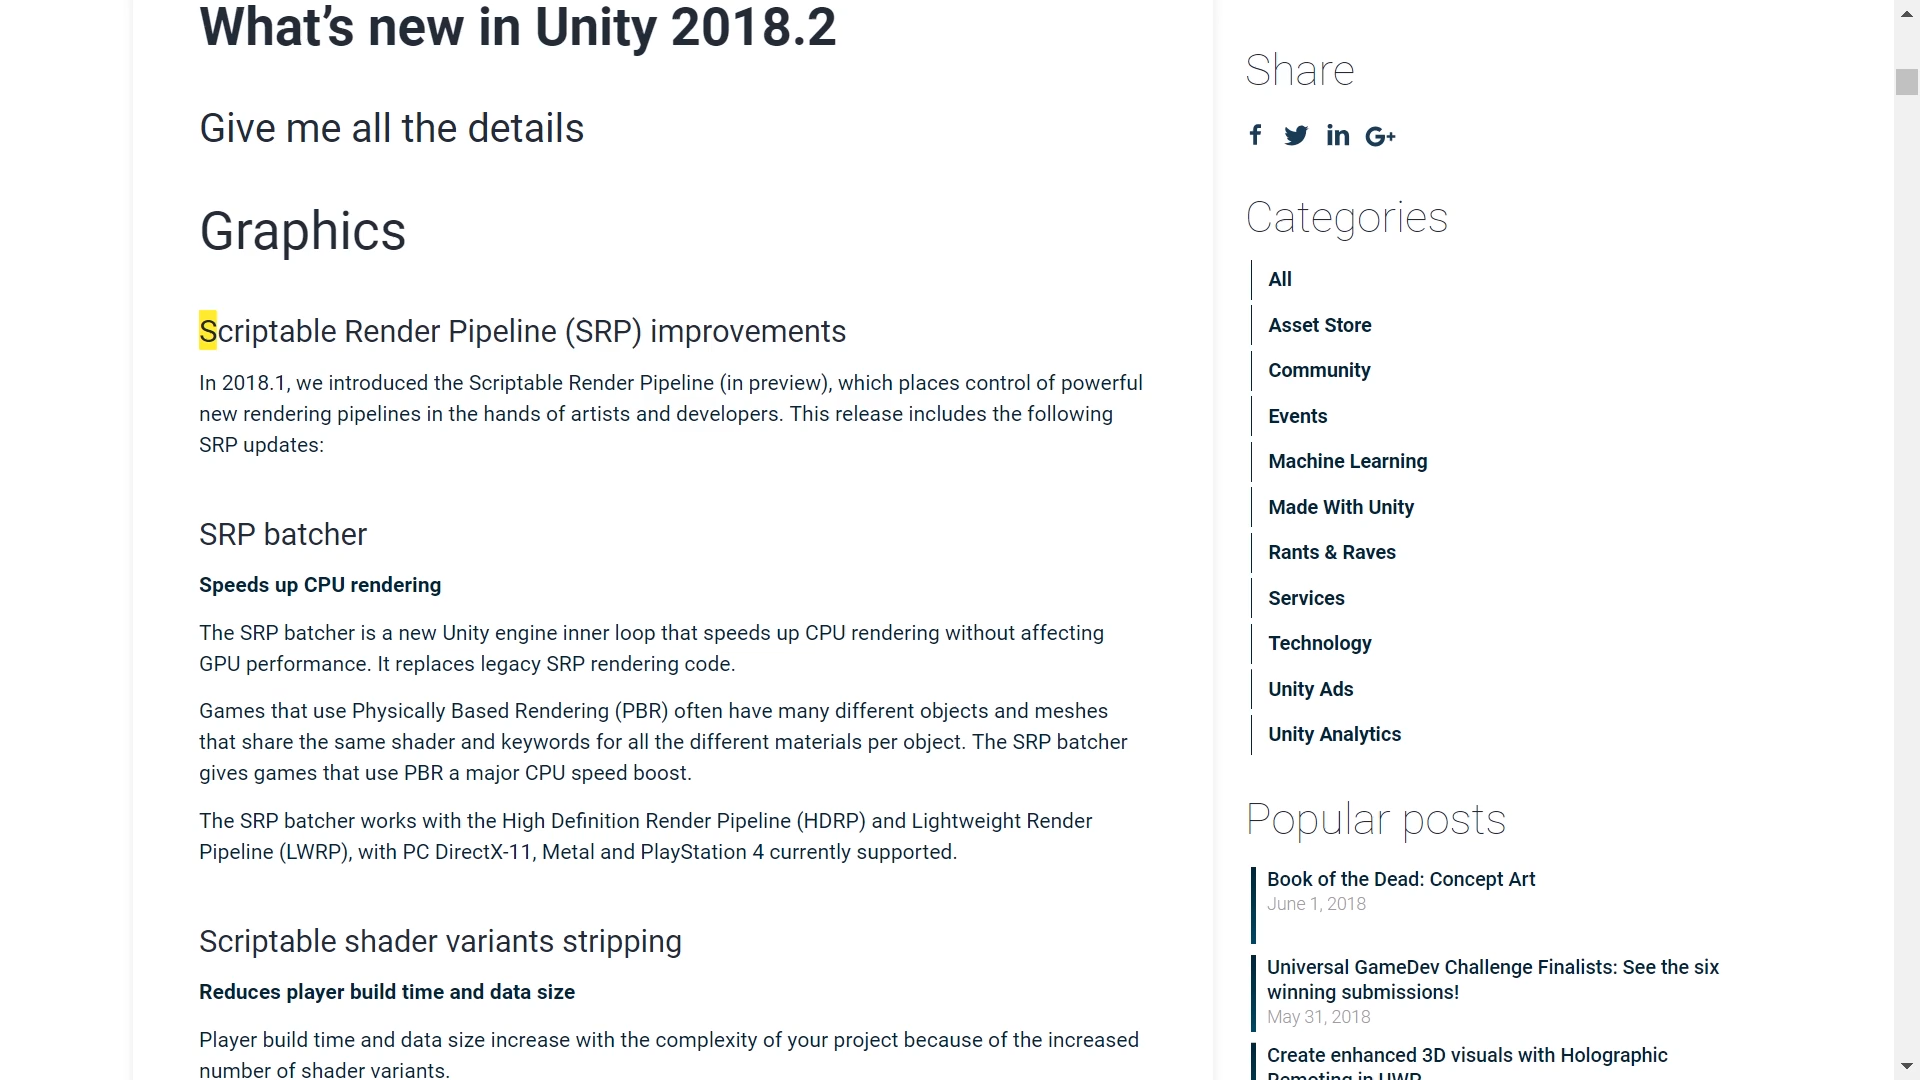 What's new in Unity 2018.2
Give me all the details
Graphics
Scriptable Render Pipeline (SRP) improvements
In 2018.1, we introduced the Scriptable Render Pipeline (in preview), which places control of powerful
new rendering pipelines in the hands of artists and developers. This release includes the following
SRP updates:
SRP batcher
Speeds up CPU rendering
The SRP batcher is a new Unity engine inner loop that speeds up CPU rendering without affecting
GPU performance. It replaces legacy SRP rendering code.
Games that use Physically Based Rendering (PBR) often have many different objects and meshes
that share the same shader and keywords for all the different materials per object. The SRP batcher
gives games that use PBR a major CPU speed boost.
The SRP batcher works with the High Definition Render Pipeline (HDRP) and Lightweight Render
Pipeline (LWRP), with PC DirectX-11, Metal and PlayStation 4 currently supported.
Scriptable shader variants stripping
Reduces player build time and data size
Player build time and data size increase with the complexity of your project because of the increased
number of shader variants.
Share
f in G+
Categories
All
Asset Store
Community
Events
Machine Learning
Made With Unity
Rants & Raves
Services
Technology
Unity Ads
Unity Analytics
Popular posts
Book of the Dead: Concept Art
June 1, 2018
Universal GameDev Challenge Finalists: See the six
winning submissions!
May 31, 2018
Create enhanced 3D visuals with Holographic
Remoting in UWP